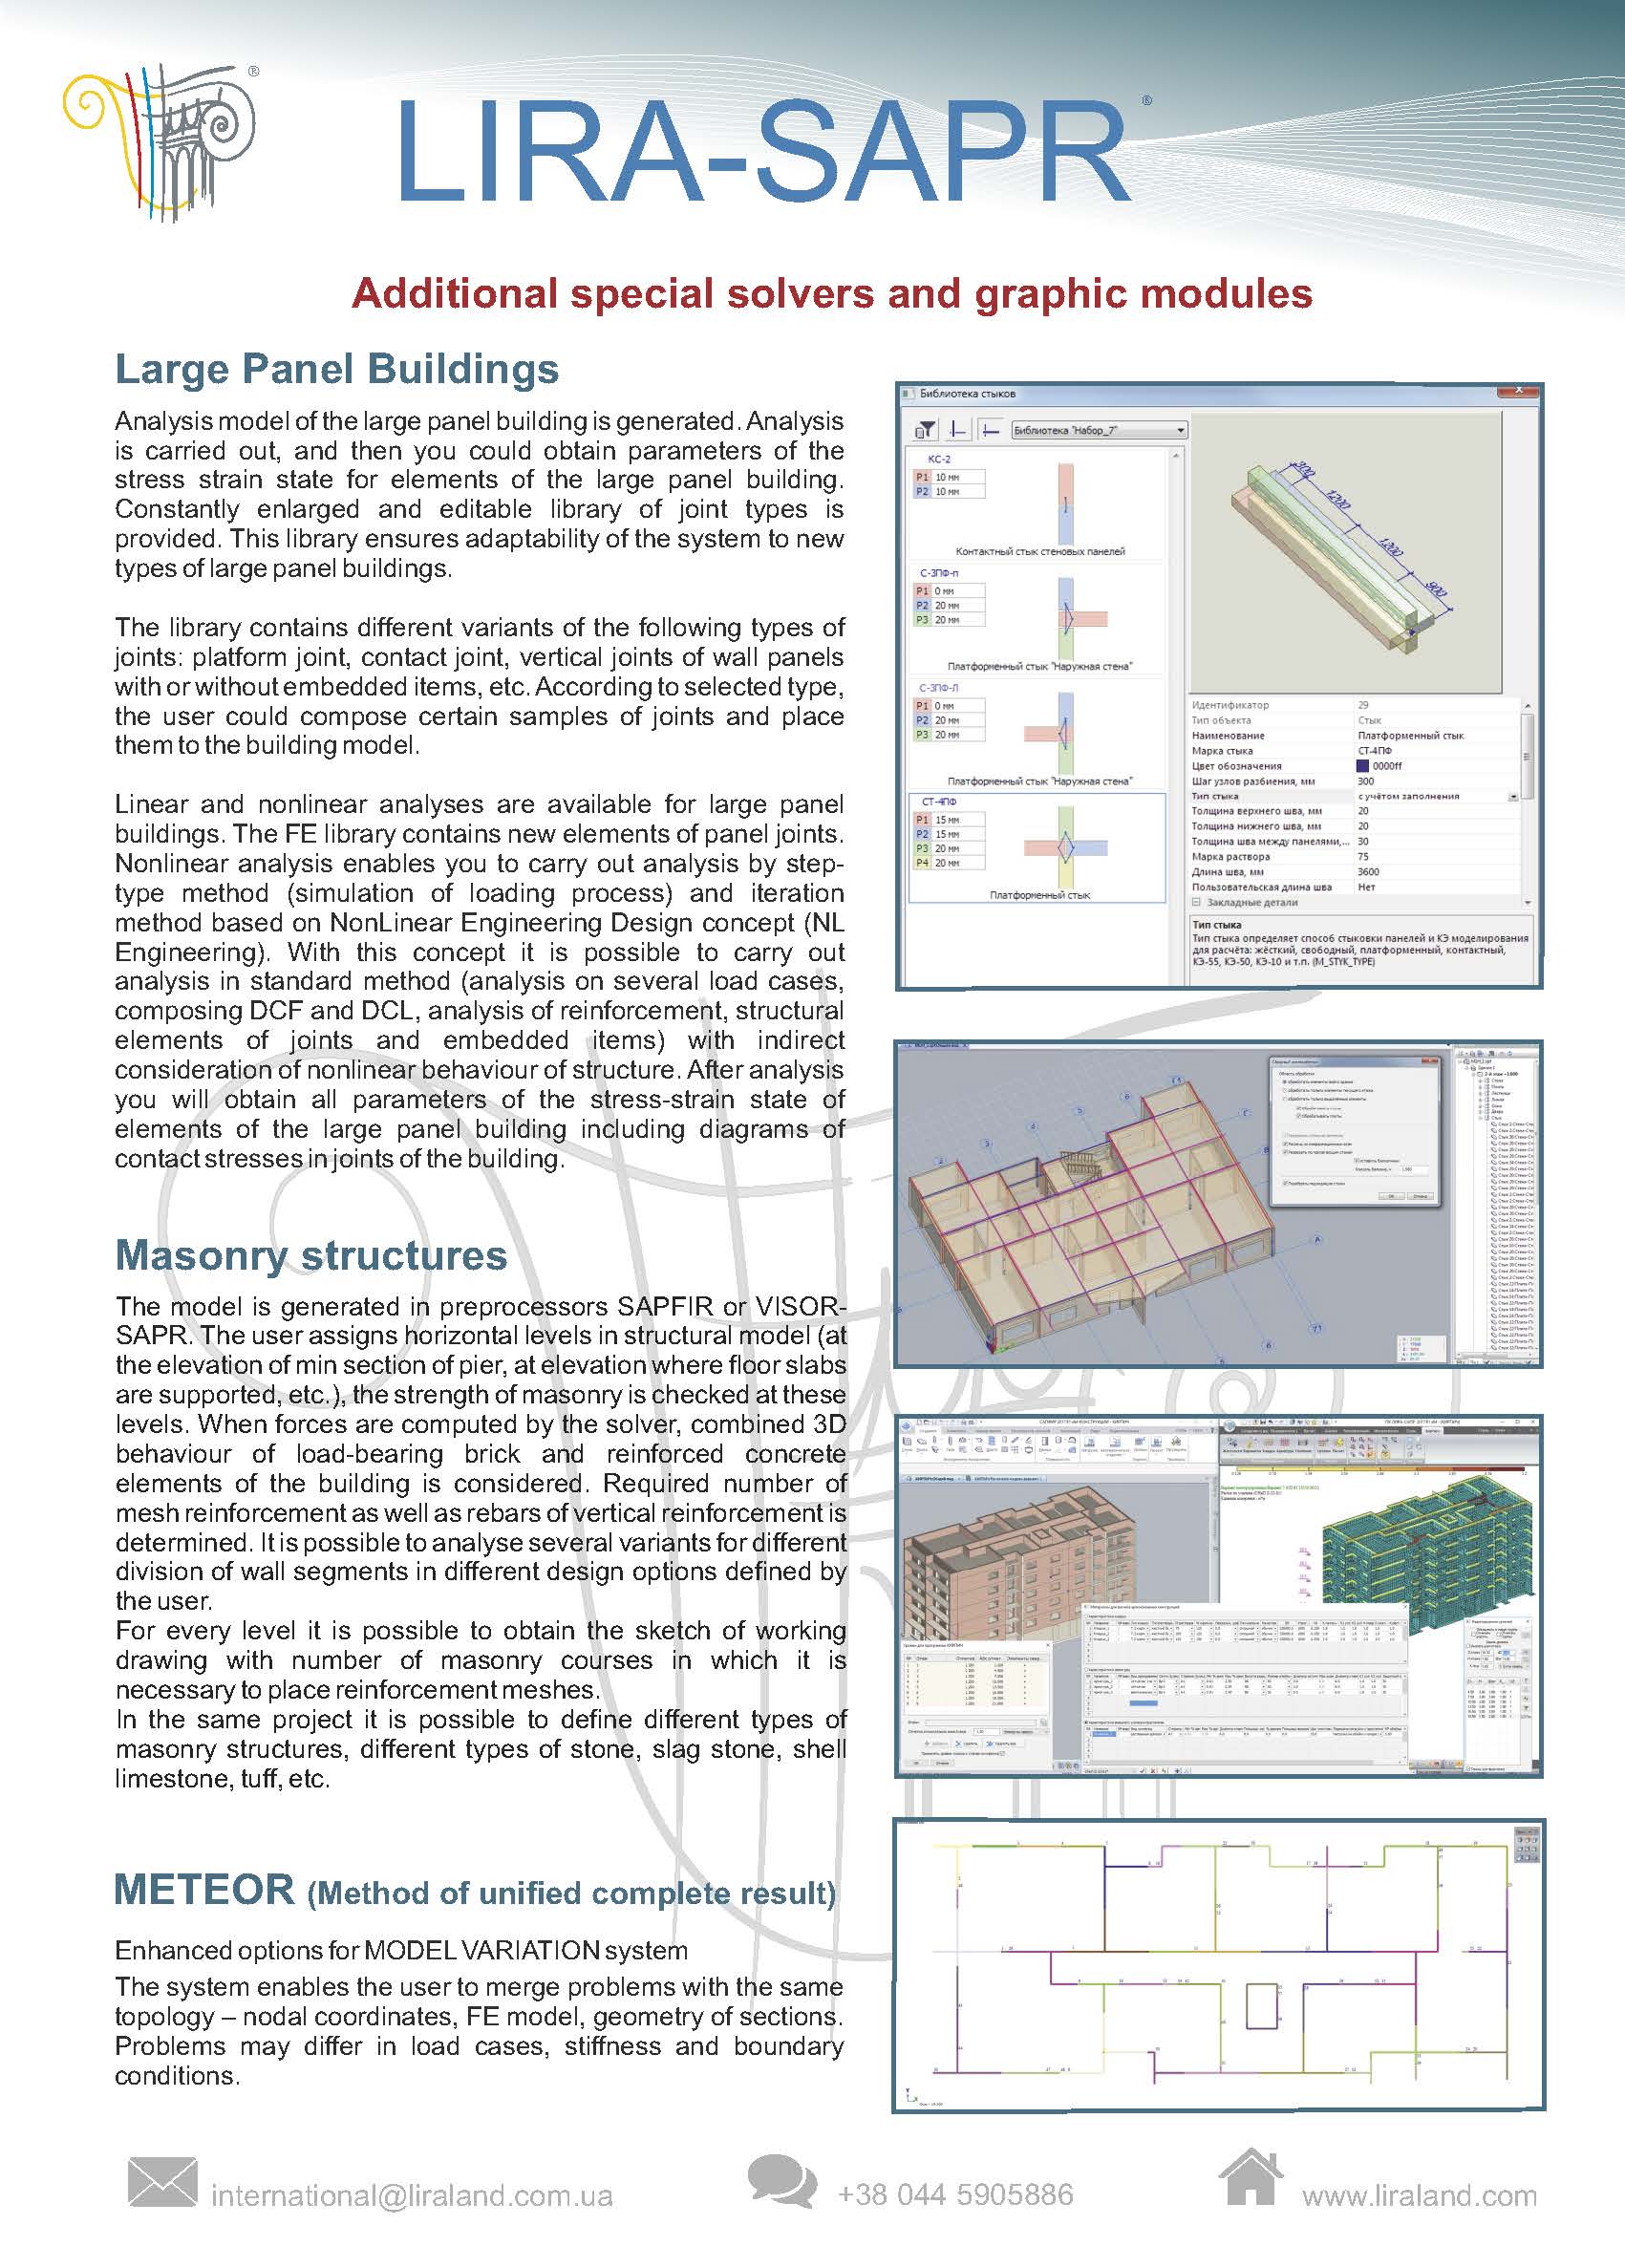 ®
LIRA-SAPR®
Additional special solvers and graphic modules
Large Panel Buildings
Analysis model of the large panel building is generated. Analysis
is carried out, and then you could obtain parameters of the
stress strain state for elements of the large panel building.
Constantly enlarged and editable library of joint types is
provided. This library ensures adaptability of the system to new
types of large panel buildings.
The library contains different variants of the following types of
joints: platform joint, contact joint, vertical joints of wall panels
with or without embedded items, etc. According to selected type,
the user could compose certain samples of joints and place
them to the building model.
Linear and nonlinear analyses are available for large panel
buildings. The FE library contains new elements of panel joints.
Nonlinear analysis enables you to carry out analysis by step-
type method (simulation of loading process) and iteration
method based on NonLinear Engineering Design concept (NL
Engineering). With this concept it is possible to carry out
analysis in standard method (analysis on several load cases,
composing DCF and DCL, analysis of reinforcement, structural
elements of joints and embedded items) with indirect
consideration of nonlinear behaviour of structure. After analysis
you will obtain all parameters of the stress-strain state of
elements of the large panel building including diagrams of
contact stresses in joints of the building.
Masonry structures
The model is generated in preprocessors SAPFIR or VISOR-
SAPR. The user assigns horizontal levels in structural model (at
the elevation of min section of pier, at elevation where floor slabs
are supported, etc.), the strength of masonry is checked at these
levels. When forces are computed by the solver, combined 3D
behaviour of load-bearing brick and reinforced concrete
elements of the building is considered. Required number of
mesh reinforcement as well as rebars of vertical reinforcement is
determined. It is possible to analyse several variants for different
division of wall segments in different design options defined by
the user.
For every level it is possible to obtain the sketch of working
drawing with number of masonry courses in which it is
necessary to place reinforcement meshes.
In the same project it is possible to define different types of
masonry structures, different types of stone, slag stone, shell
limestone, tuff, etc.
METEOR (Method of unified complete result)
Enhanced options for MODEL VARIATION system
The system enables the user to merge problems with the same
topology – nodal coordinates, FE model, geometry of sections.
Problems may differ in load cases, stiffness and boundary
conditions.
Библиотека стыков
Библиотека "Набор_7"
КС-2
P1 10 мм
P2 10 мм
Контактный стык стеновых панелей
С-3ПФ-п
P1 0 мм
P2 20 мм
P3 20 мм
Платформенный стык "Наружная стена"
С-3ПФ-Л
P1 0 мм
P2 20 мм
P3 20 мм
Платформенный стык "Наружная стена"
СТ-4ПФ
P1 15 мм
P2 15 мм
P3 20 мм
P4 20 мм
Платформенный стык
300
1200
1200
900
Идентификатор 29
Тип объекта Стык
Наименование Платформенный стык
Марка стыка СТ-4ПФ
Цвет обозначения 0000ff
Шаг узлов разбиения, мм 300
Тип стыка с учётом заполнения
Толщина верхнего шва, мм 20
Толщина нижнего шва, мм 20
Толщина шва между панелями,... 30
Марка раствора 75
Длина шва, мм 3600
Пользовательская длина шва Нет
Закладные детали
Тип стыка
Тип стыка определяет способ стыковки панелей и КЭ моделирования
для расчёта: жёсткий, свободный, платформенный, контактный,
КЭ-55, КЭ-50, КЭ-10 и т.п. (M_STYK_TYPE)
international@liraland.com.ua
+38 044 5905886
www.liraland.com